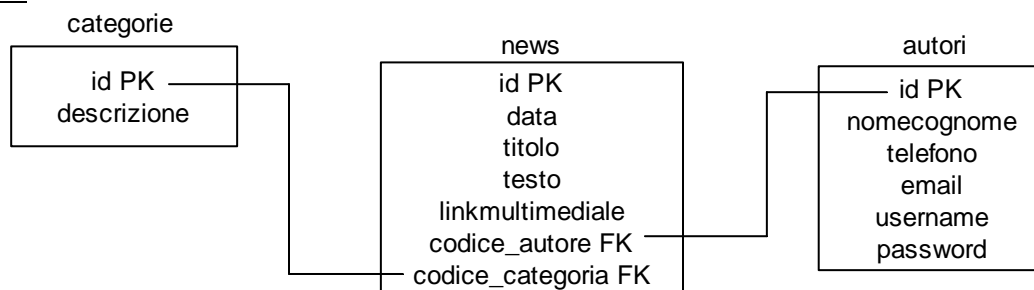 categorie
id PK
descrizione
news
id PK
data
titolo
testo
linkmultimediale
codice_autore FK
codice_categoria FK
autori
id PK
nomecognome
telefono
email
username
password